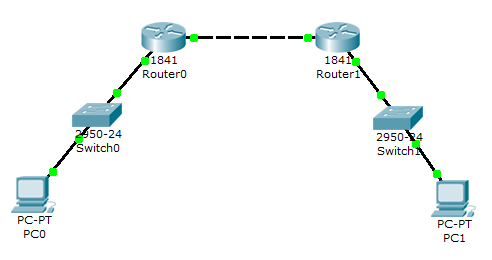 1841
Router0
1841
Router1
2950-24
Switch0
2950-24
Switch1
PC-PT
PC0
PC-PT
PC1